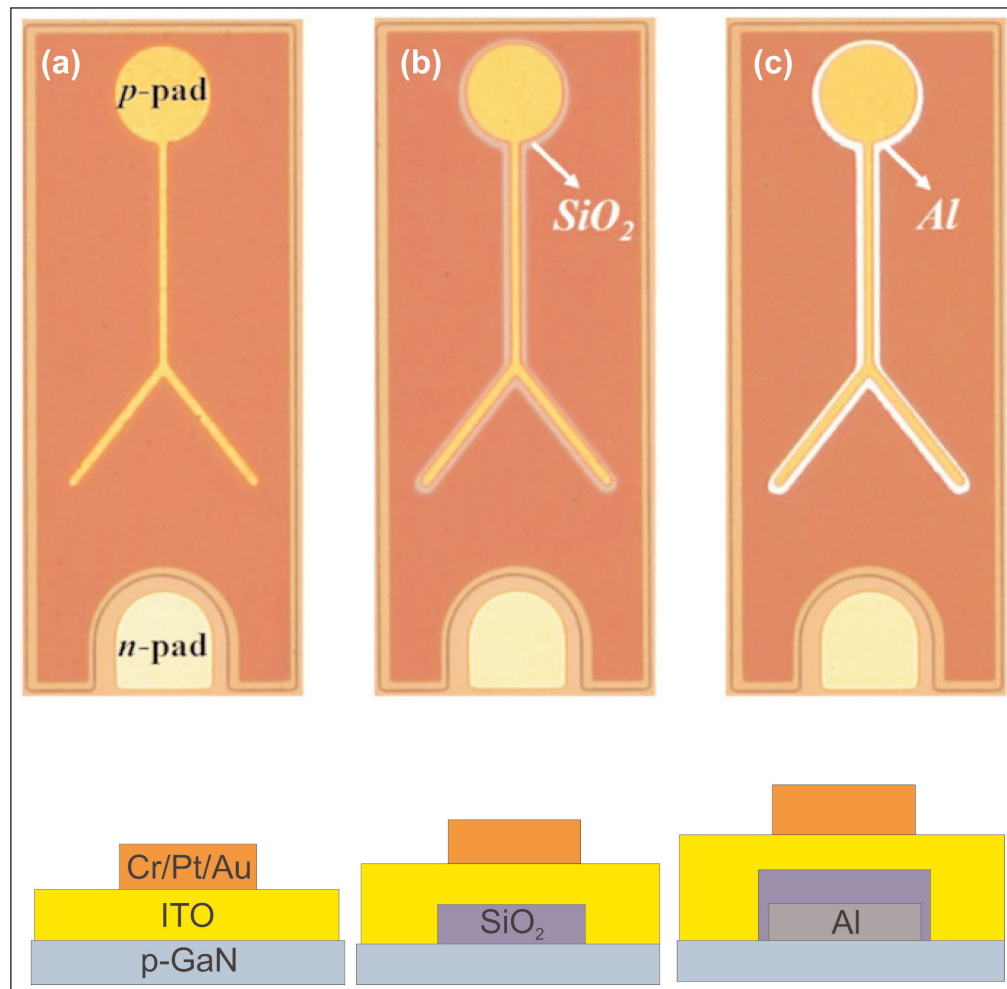 (a)
p-pad
n-pad
(b)
SiO₂
(c)
Al
Cr/Pt/Au
ITO
p-GaN
SiO₂
Al